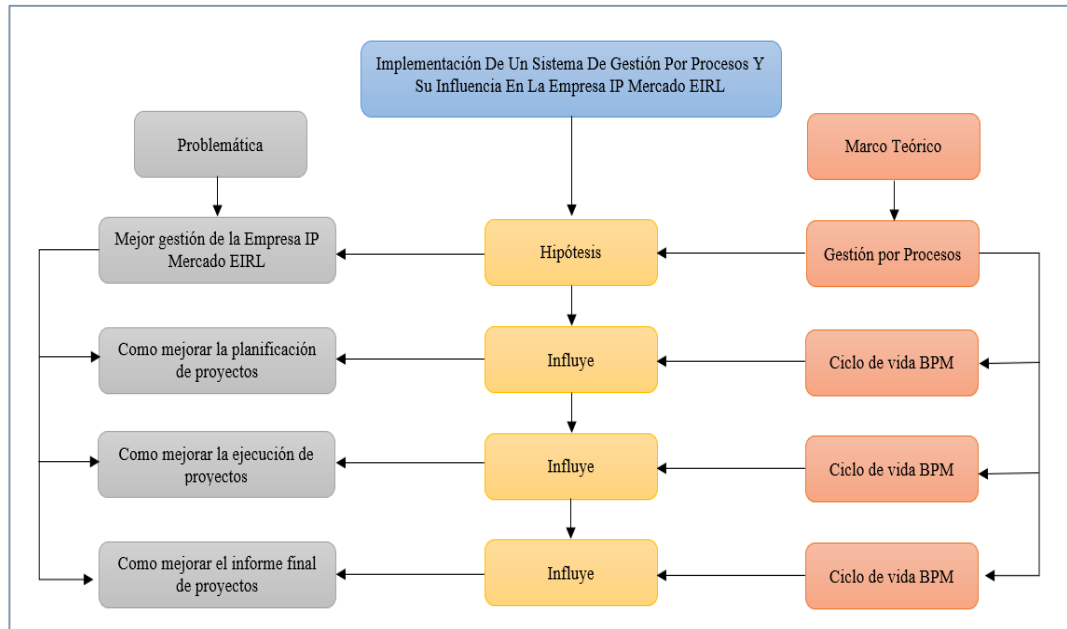 Implementación De Un Sistema De Gestión Por Procesos Y
Su Influencia En La Empresa IP Mercado EIRL
Problemática
Marco Teórico
Mejor gestión de la Empresa IP
Mercado EIRL
Hipótesis
Gestión por Procesos
Como mejorar la planificación
de proyectos
Influye
Ciclo de vida BPM
Como mejorar la ejecución de
proyectos
Influye
Ciclo de vida BPM
Como mejorar el informe final
de proyectos
Influye
Ciclo de vida BPM